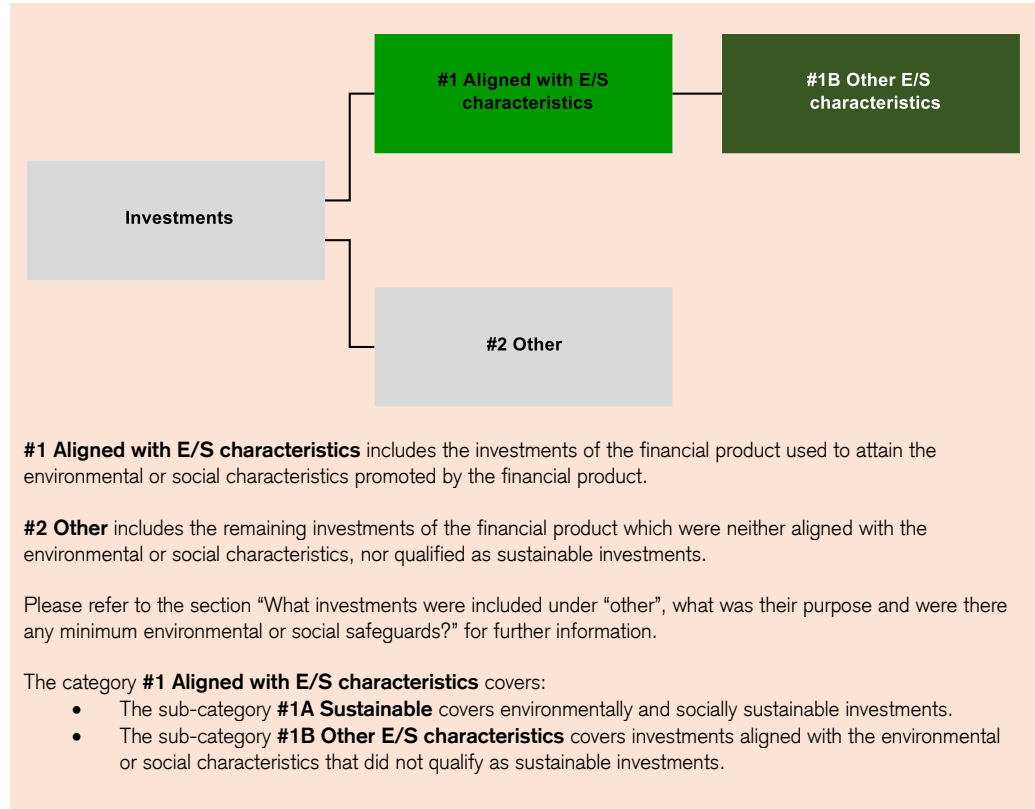 #1 Aligned with E/S
characteristics
#1B Other E/S
characteristics
Investments
#2 Other
#1 Aligned with E/S characteristics includes the investments of the financial product used to attain the
environmental or social characteristics promoted by the financial product.
#2 Other includes the remaining investments of the financial product which were neither aligned with the
environmental or social characteristics, nor qualified as sustainable investments.
Please refer to the section “What investments were included under “other”, what was their purpose and were there
any minimum environmental or social safeguards?” for further information.
The category #1 Aligned with E/S characteristics covers:
• The sub-category #1A Sustainable covers environmentally and socially sustainable investments.
• The sub-category #1B Other E/S characteristics covers investments aligned with the environmental
or social characteristics that did not qualify as sustainable investments.